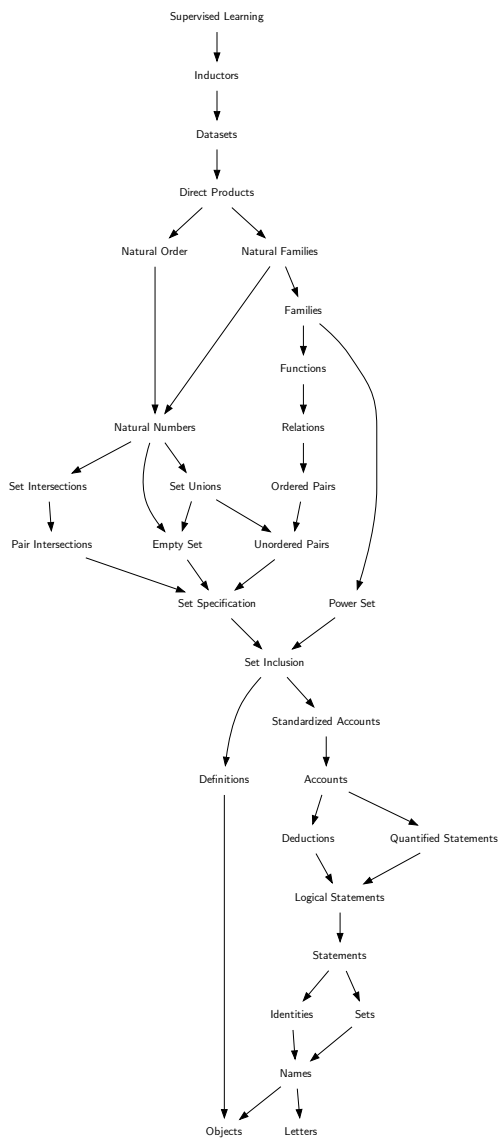 Supervised Learning
Inductors
Datasets
Direct Products
Natural Order
Natural Families
Families
Functions
Natural Numbers
Relations
Set Intersections
Set Unions
Ordered Pairs
Pair Intersections
Empty Set
Unordered Pairs
Set Specification
Power Set
Set Inclusion
Standardized Accounts
Definitions
Accounts
Deductions
Quantified Statements
Logical Statements
Statements
Identities
Sets
Names
Objects
Letters